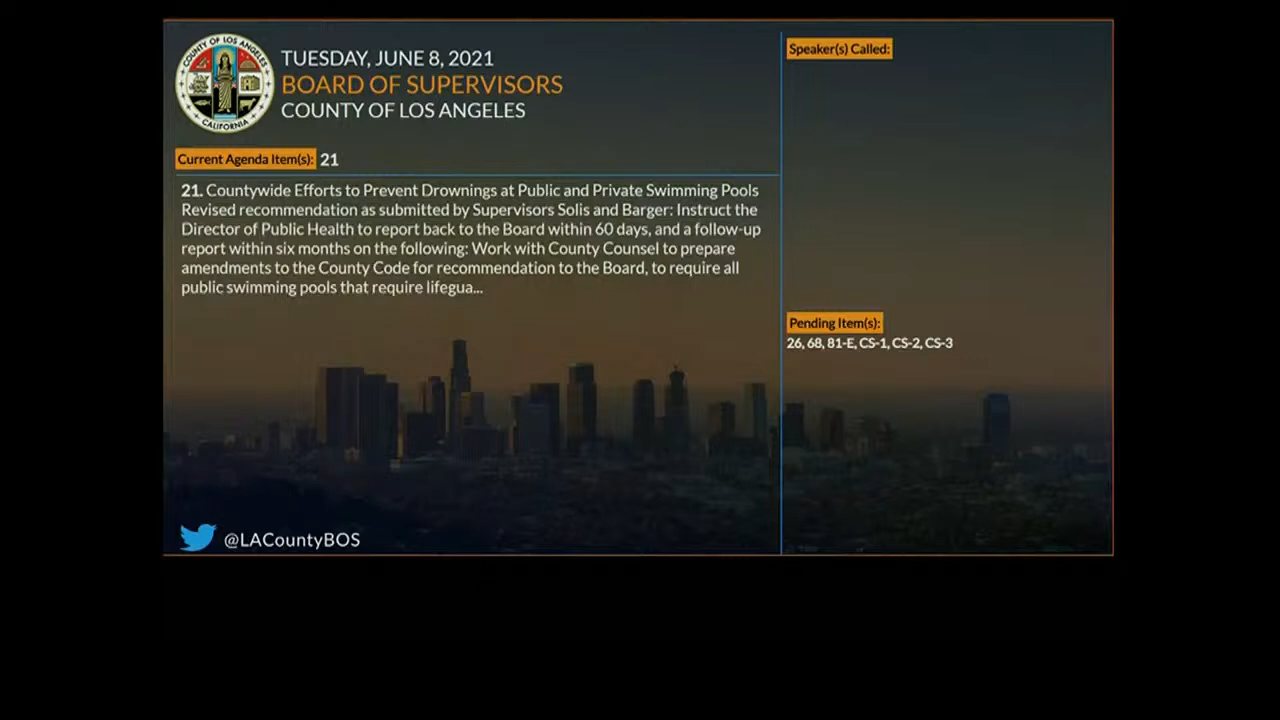 COUNTY OF LOS ANGELES
CALIFORNIA
TUESDAY, JUNE 8, 2021
BOARD OF SUPERVISORS
COUNTY OF LOS ANGELES
Current Agenda Item(s): 21
21. Countywide Efforts to Prevent Drownings at Public and Private Swimming Pools
Revised recommendation as submitted by Supervisors Solis and Barger: Instruct the
Director of Public Health to report back to the Board within 60 days, and a follow-up
report within six months on the following: Work with County Counsel to prepare
amendments to the County Code for recommendation to the Board, to require all
public swimming pools that require lifegua...
@LACountyBOS
Speaker(s) Called:
Pending Item(s):
26, 68, 81-E, CS-1, CS-2, CS-3